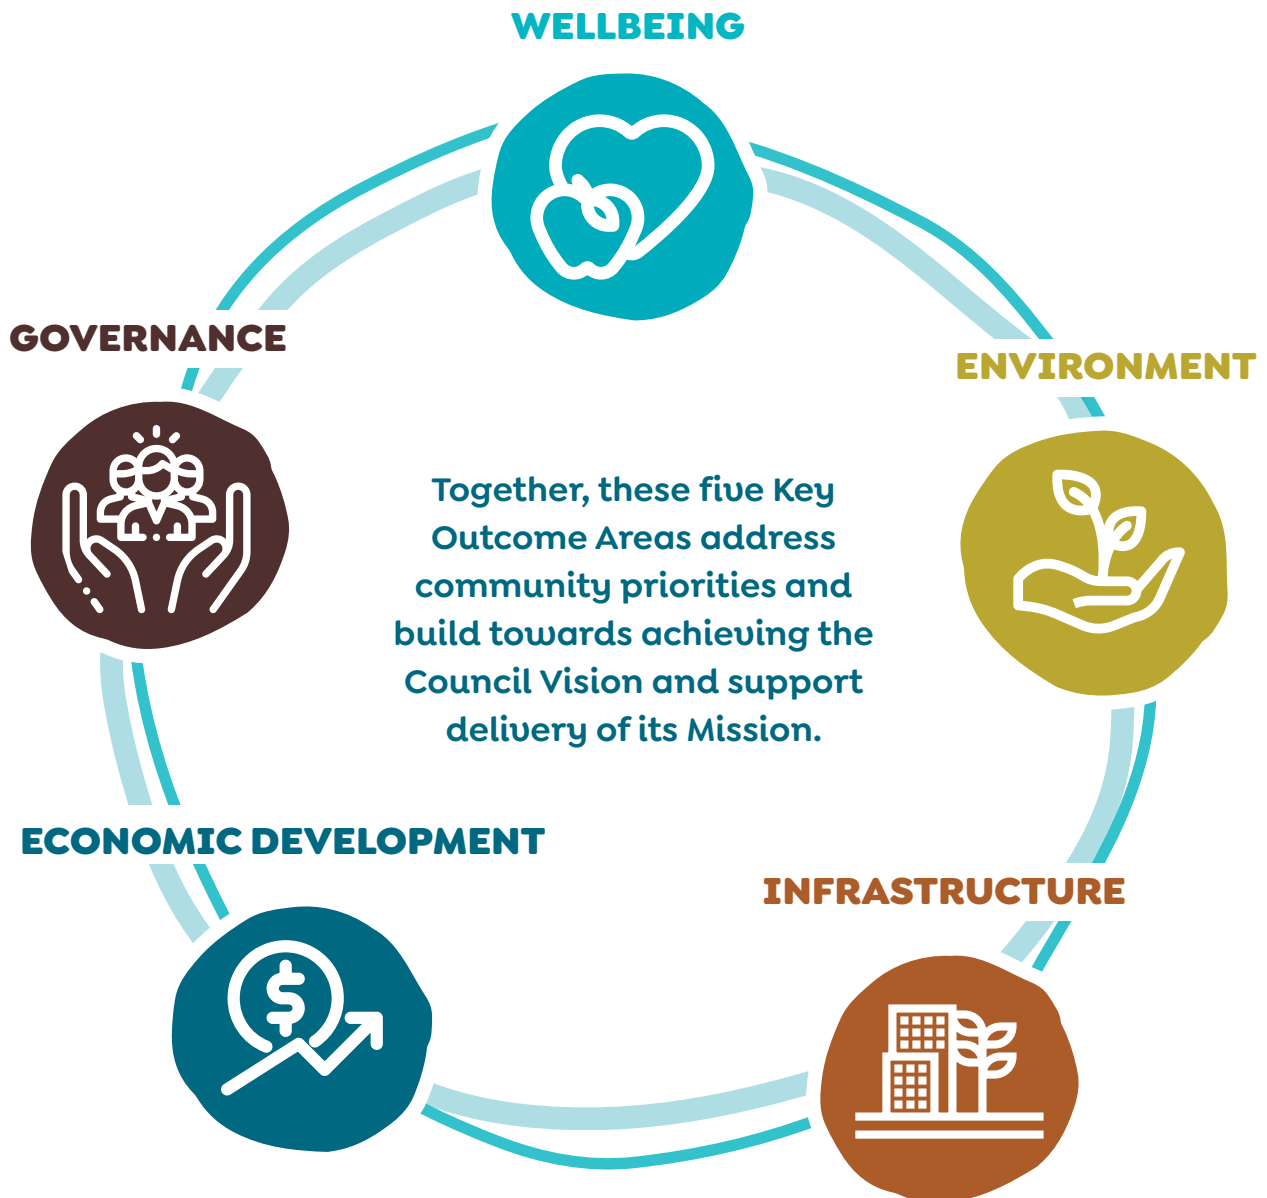 WELLBEING
GOVERNANCE
ENVIRONMENT
Together, these five Key
Outcome Areas address
community priorities and
build towards achieving the
Council Vision and support
delivery of its Mission.
ECONOMIC DEVELOPMENT
INFRASTRUCTURE
$